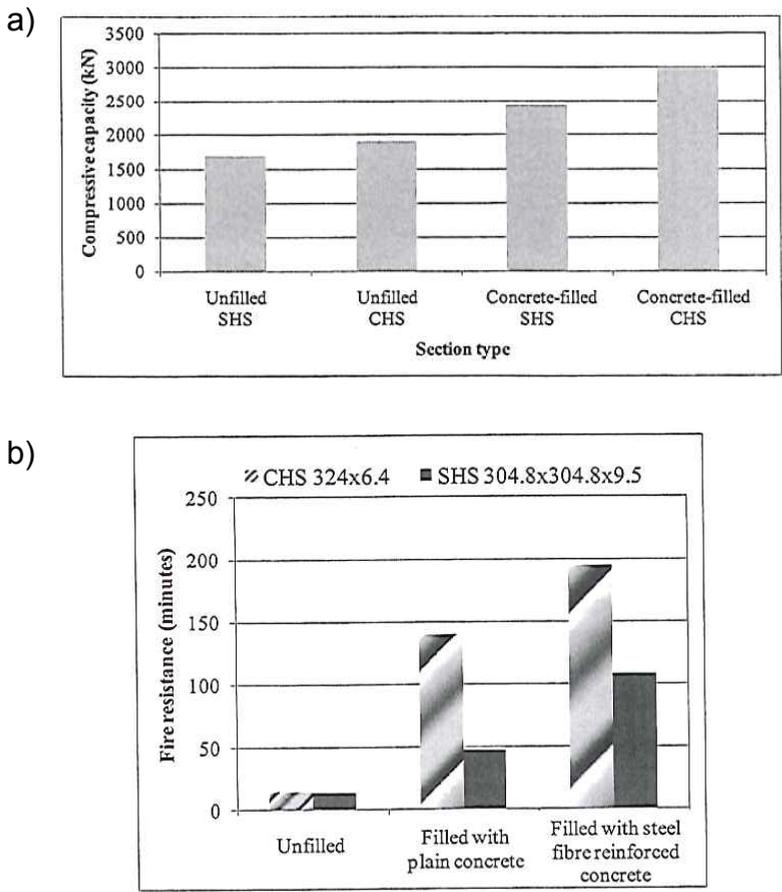 a)
3500
3000
2500
2000
1500
1000
500
0
Compressive capacity (kN)
Unfilled
SHS
Unfilled
CHS
Concrete-filled
SHS
Concrete-filled
CHS
Section type
b)
CHS 324x6.4
SHS 304.8x304.8x9.5
250
200
150
100
50
0
Fire resistance (minutes)
Unfilled
Filled with
plain concrete
Filled with steel
fibre reinforced
concrete